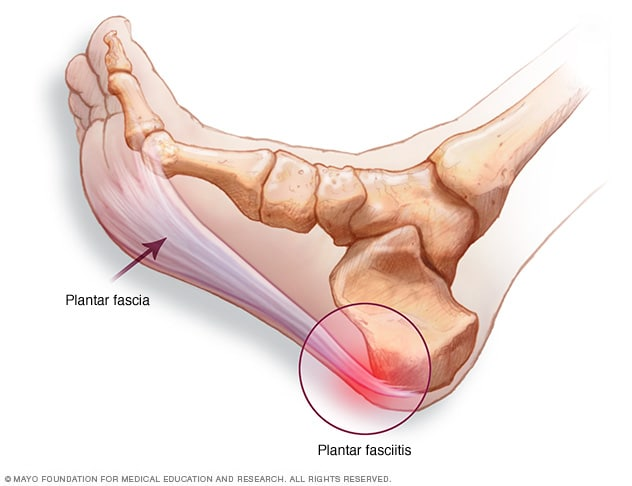 Plantar fascia
Plantar fasciitis
© MAYO FOUNDATION FOR MEDICAL EDUCATION AND RESEARCH. ALL RIGHTS RESERVED.